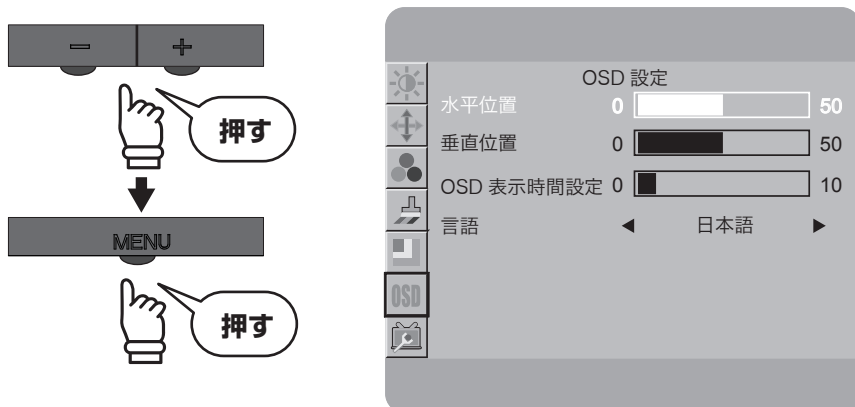 − +
押す
MENU
押す
OSD 設定
水平位置 0 50
垂直位置 0 50
OSD 表示時間設定 0 10
言語 ◀ 日本語 ▶
OSD